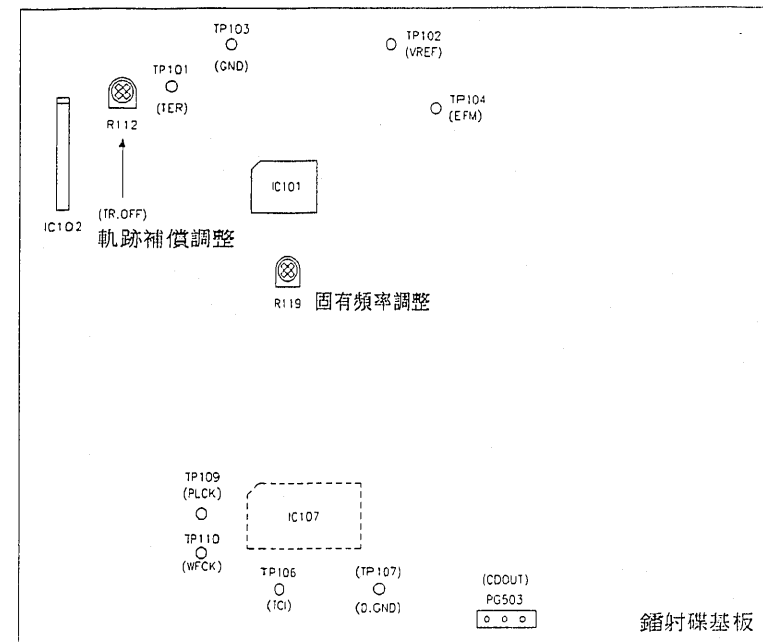 TP103
(GND)
TP102
(VREF)
TP101
(TER)
TP104
(EFM)
R112
IC101
IC102
(TR.OFF)
軌跡補償調整
R119
固有頻率調整
TP109
(PLCK)
IC107
TP110
(WFCK)
TP106
(TCI)
(TP107)
(D.GND)
(CDOUT)
PG503
鐳射碟基板